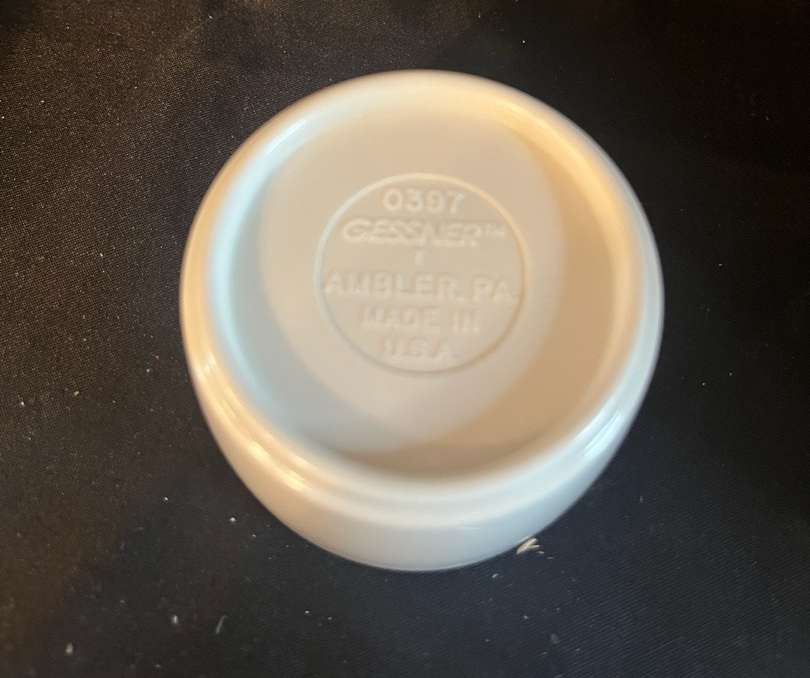 0397
GESSNER™
AMBLER, PA.
MADE IN
U.S.A.